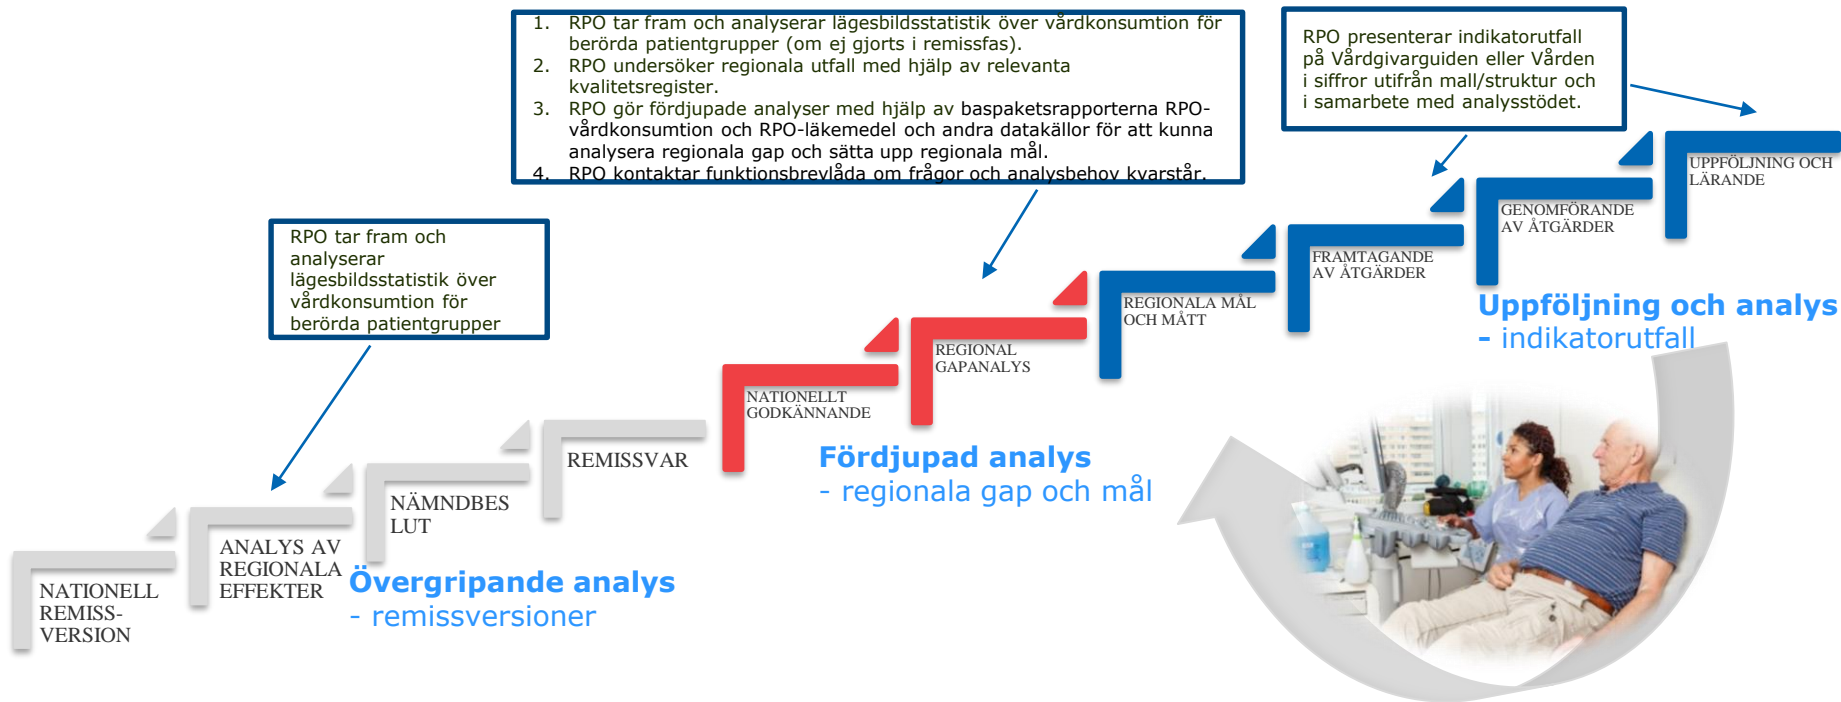 1. RPO tar fram och analyserar lägesbildsstatistik över vårdkonsumtion för
berörda patientgrupper (om ej gjorts i remissfas).
2. RPO undersöker regionala utfall med hjälp av relevanta
kvalitetsregister.
3. RPO gör fördjupade analyser med hjälp av baspaketsrapporterna RPO-
vårdkonsumtion och RPO-läkemedel och andra datakällor för att kunna
analysera regionala gap och sätta upp regionala mål.
4. RPO kontaktar funktionsbrevlåda om frågor och analysbehov kvarstår.
RPO presenterar indikatorutfall
på Vårdgivarguiden eller Vården
i siffror utifrån mall/struktur och
i samarbete med analysstödet.
RPO tar fram och
analyserar
lägesbildsstatistik över
vårdkonsumtion för
berörda patientgrupper
NATIONELL
REMISS-
VERSION
ANALYS AV
REGIONALA
EFFEKTER
NÄMNDBES
LUT
REMISSVAR
NATIONELLT
GODKÄNNANDE
REGIONAL
GAPANALYS
REGIONALA MÅL
OCH MÅTT
FRAMTAGANDE
AV ÅTGÄRDER
GENOMFÖRANDE
AV ÅTGÄRDER
UPPFÖLJNING OCH
LÄRANDE
Övergripande analys
- remissversioner
Fördjupad analys
- regionala gap och mål
Uppföljning och analys
- indikatorutfall